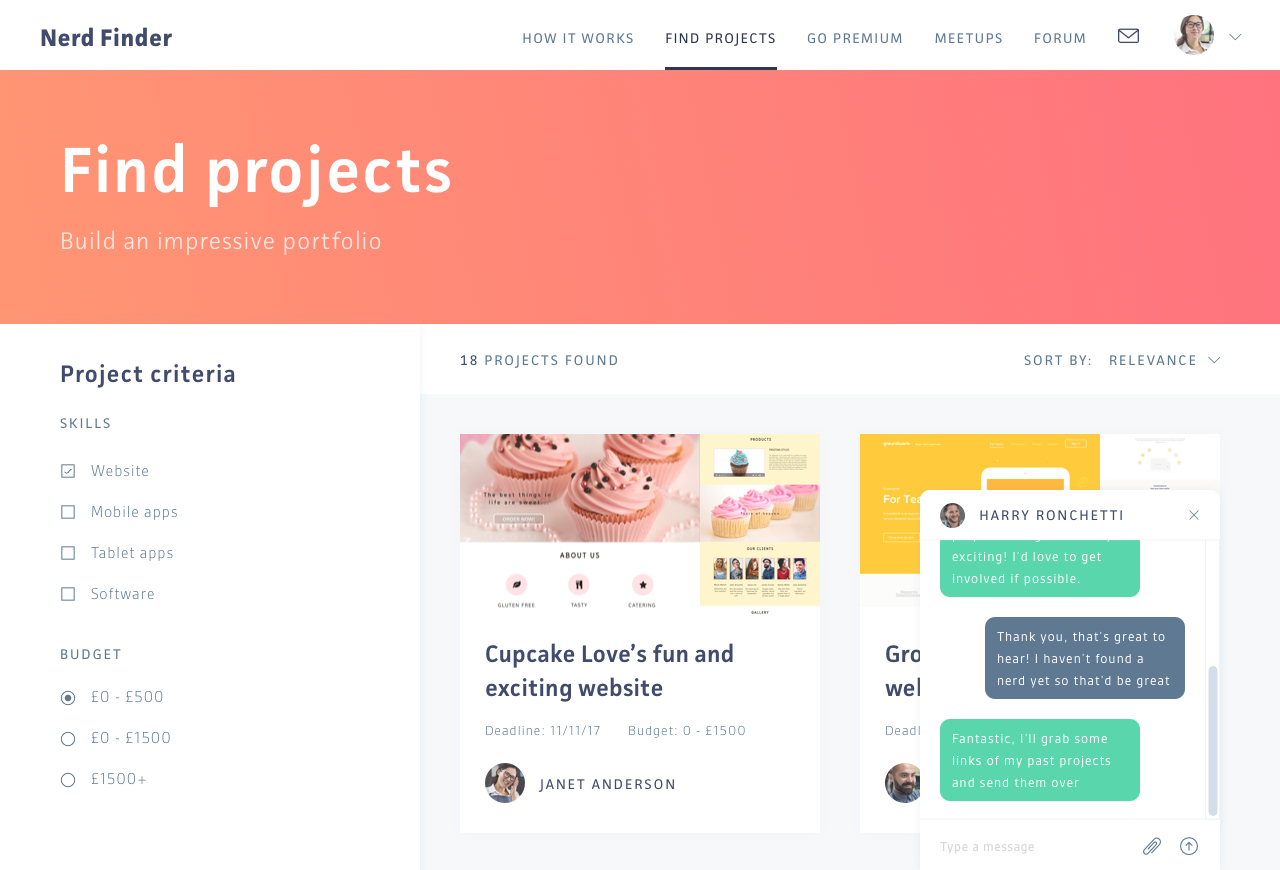 Nerd Finder
HOW IT WORKS
FIND PROJECTS
GO PREMIUM
MEETUPS
FORUM
Find projects
Build an impressive portfolio
Project criteria
SKILLS
Website
Mobile apps
Tablet apps
Software
BUDGET
£0 - £500
£0 - £1500
£1500+
18 PROJECTS FOUND
SORT BY: RELEVANCE
The best things in
life are sweet
ORDER NOW!
ABOUT US
GLUTEN FREE
TASTY
CATERING
PRODUCTS
Taste of heaven
OUR CLIENTS
GALLERY
Cupcake Love’s fun and
exciting website
Deadline: 11/11/17 Budget: 0 - £1500
JANET ANDERSON
For Tea
Gro
wel
Deadl
HARRY RONCHETTI
exciting! I’d love to get
involved if possible.
Thank you, that’s great to
hear! I haven’t found a
nerd yet so that’d be great
Fantastic, I’ll grab some
links of my past projects
and send them over
Type a message